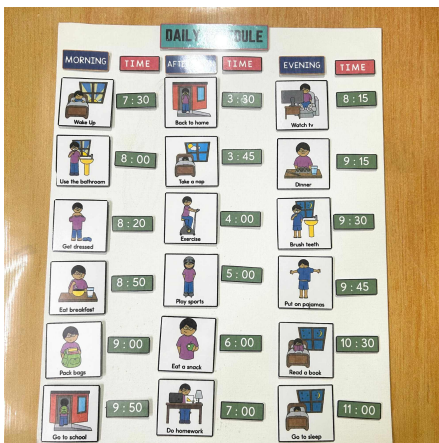 DAILY SCHEDULE
MORNING TIME AFTERNOON TIME EVENING TIME
7:30 3:30 8:15
Wake Up Back to home Watch tv
8:00 3:45 9:15
Use the bathroom Take a nap Dinner
8:20 4:00 9:30
Get dressed Exercise Brush teeth
8:50 5:00 9:45
Eat breakfast Play sports Put on pajamas
9:00 6:00 10:30
Pack bags Eat a snack Read a book
9:50 7:00 11:00
Go to school Do homework Go to sleep